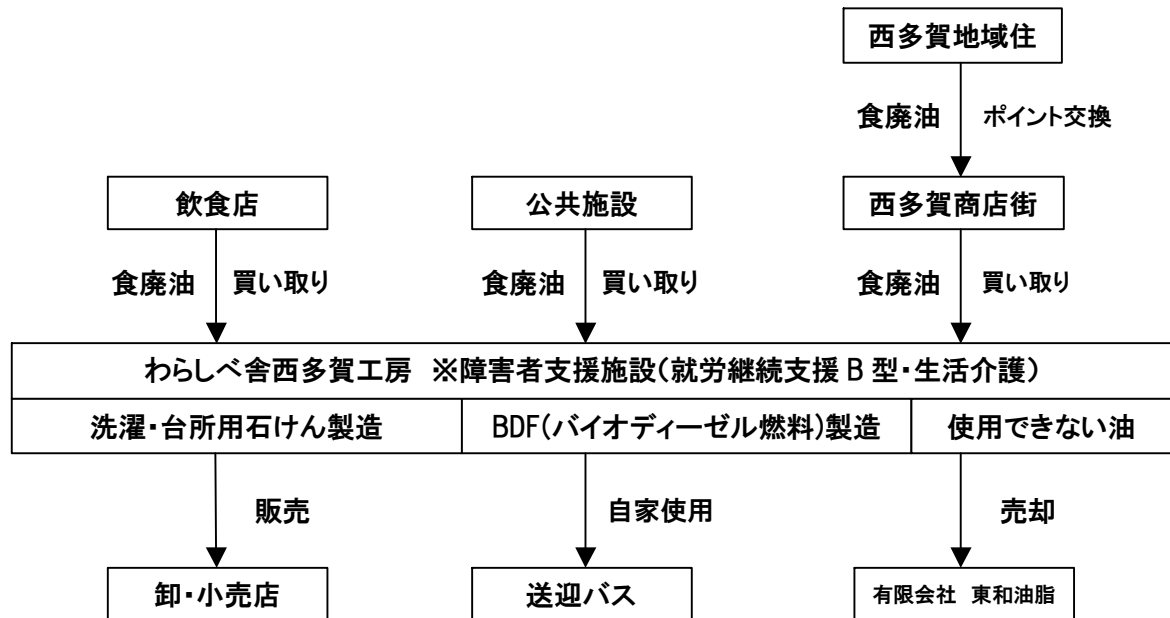 西多賀地域住
食廃油 ポイント交換
飲食店 公共施設 西多賀商店街
食廃油 買い取り 食廃油 買い取り 食廃油 買い取り
わらしべ舎西多賀工房 ※障害者支援施設(就労継続支援 B 型・生活介護)
洗濯・台所用石けん製造 BDF(バイオディーゼル燃料)製造 使用できない油
販売 自家使用 売却
卸・小売店 送迎バス 有限会社 東和油脂